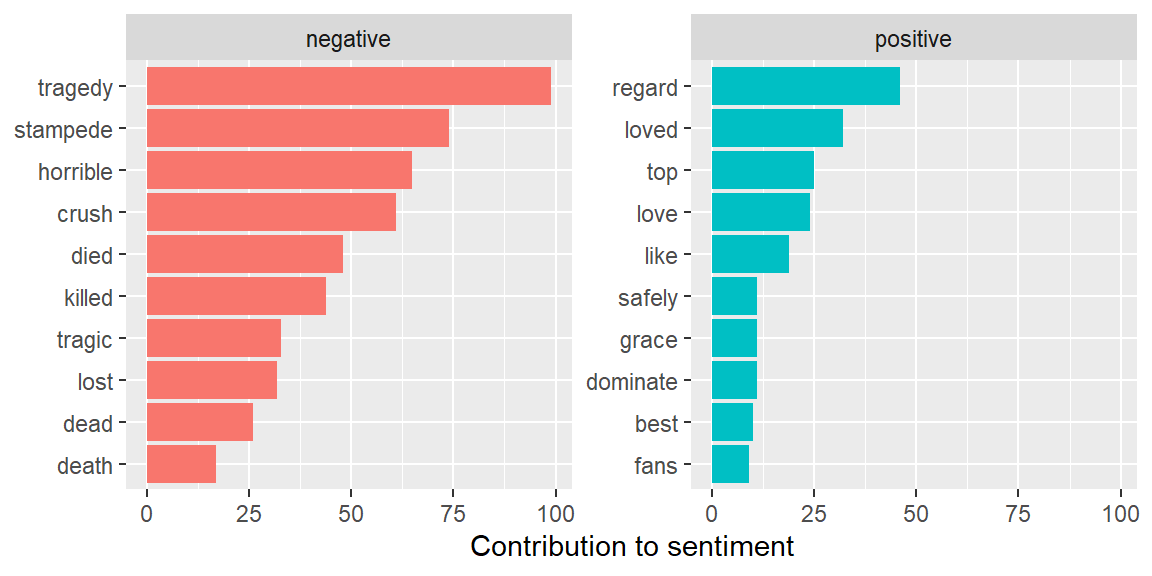 negative
tragedy
stampede
horrible
crush
died
killed
tragic
lost
dead
death
0 25 50 75 100
positive
regard
loved
top
love
like
safely
grace
dominate
best
fans
0 25 50 75 100
Contribution to sentiment